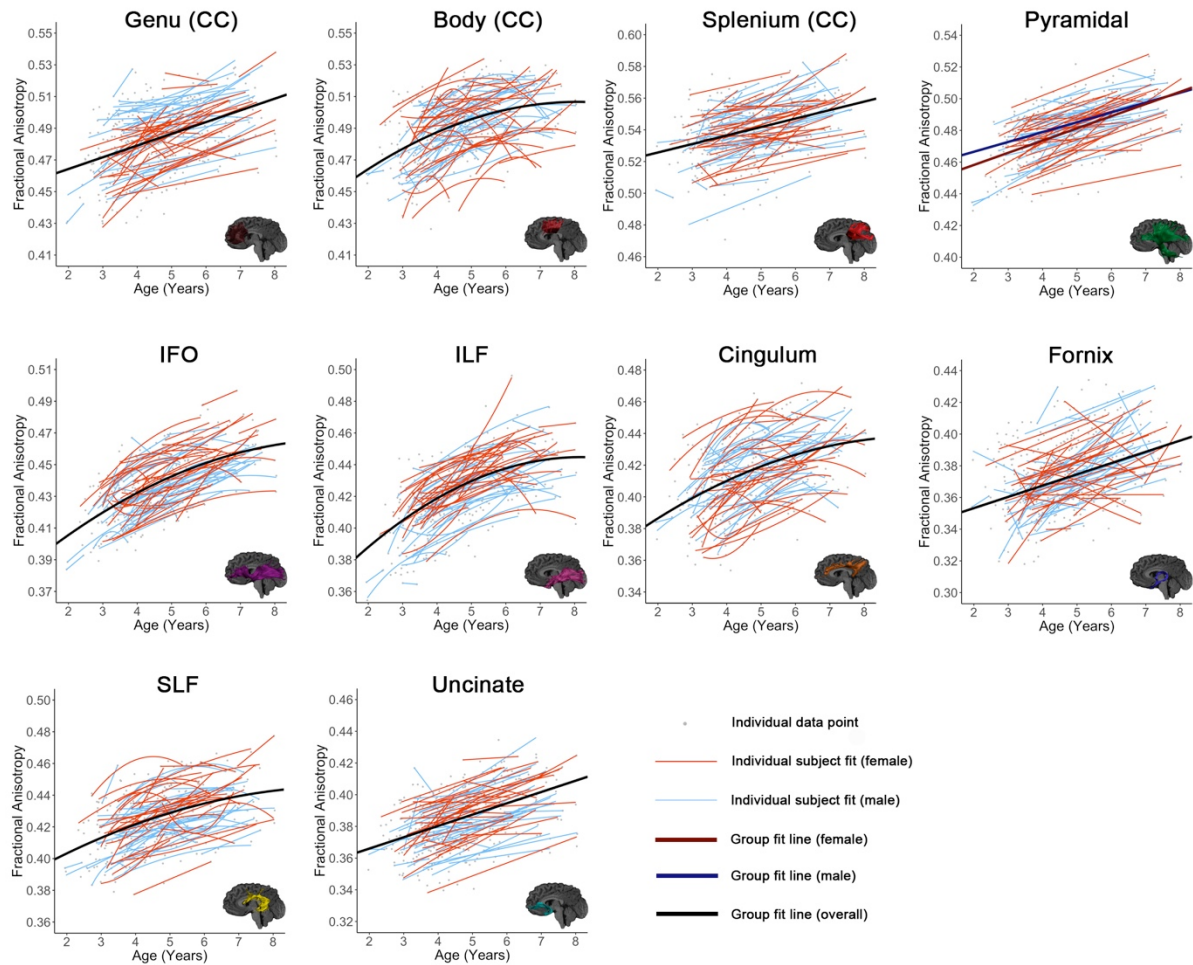 Genu (CC)
Fractional Anisotropy
0.55
0.53
0.51
0.49
0.47
0.45
0.43
0.41
2 3 4 5 6 7 8
Age (Years)
Body (CC)
Fractional Anisotropy
0.55
0.53
0.51
0.49
0.47
0.45
0.43
0.41
2 3 4 5 6 7 8
Age (Years)
Splenium (CC)
Fractional Anisotropy
0.60
0.58
0.56
0.54
0.52
0.50
0.48
0.46
2 3 4 5 6 7 8
Age (Years)
Pyramidal
Fractional Anisotropy
0.54
0.52
0.50
0.48
0.46
0.44
0.42
0.40
2 3 4 5 6 7 8
Age (Years)
IFO
Fractional Anisotropy
0.51
0.49
0.47
0.45
0.43
0.41
0.39
0.37
2 3 4 5 6 7 8
Age (Years)
ILF
Fractional Anisotropy
0.50
0.48
0.46
0.44
0.42
0.40
0.38
0.36
2 3 4 5 6 7 8
Age (Years)
Cingulum
Fractional Anisotropy
0.48
0.46
0.44
0.42
0.40
0.38
0.36
0.34
2 3 4 5 6 7 8
Age (Years)
Fornix
Fractional Anisotropy
0.44
0.42
0.40
0.38
0.36
0.34
0.32
0.30
2 3 4 5 6 7 8
Age (Years)
SLF
Fractional Anisotropy
0.50
0.48
0.46
0.44
0.42
0.40
0.38
0.36
2 3 4 5 6 7 8
Age (Years)
Uncinate
Fractional Anisotropy
0.46
0.44
0.42
0.40
0.38
0.36
0.34
0.32
2 3 4 5 6 7 8
Age (Years)
Individual data point
Individual subject fit (female)
Individual subject fit (male)
Group fit line (female)
Group fit line (male)
Group fit line (overall)